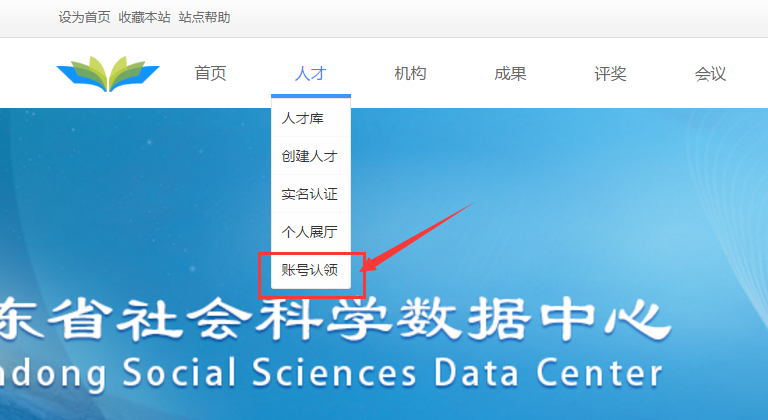 设为首页 收藏本站 站点帮助
首页 人才 机构 成果 评奖 会议
人才库
创建人才
实名认证
个人展厅
账号认领
东省社会科学数据中心
ndong Social Sciences Data Center